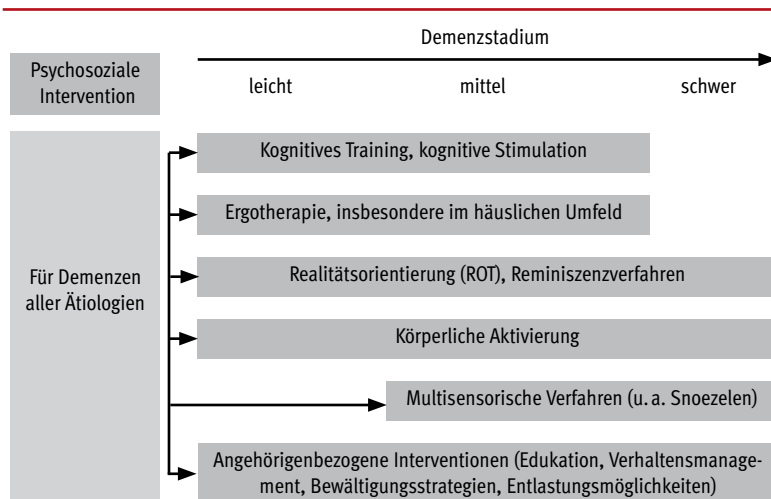 Demenzstadium
Psychosoziale
Intervention
leicht mittel schwer
Für Demenzen
aller Ätiologien
Kognitives Training, kognitive Stimulation
Ergotherapie, insbesondere im häuslichen Umfeld
Realitätsorientierung (ROT), Reminiszenzverfahren
Körperliche Aktivierung
Multisensorische Verfahren (u. a. Snoezelen)
Angehörigenbezogene Interventionen (Edukation, Verhaltensmanage-
ment, Bewältigungsstrategien, Entlastungsmöglichkeiten)